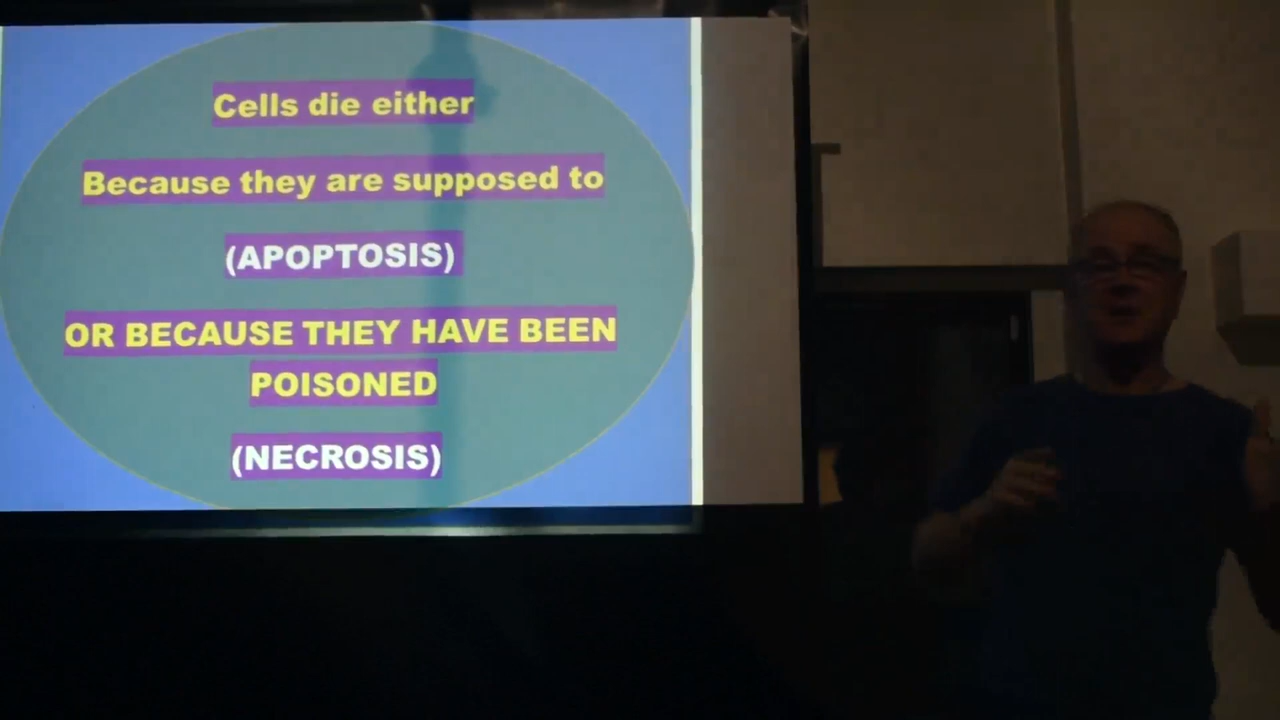 Cells die either
Because they are supposed to
(APOPTOSIS)
OR BECAUSE THEY HAVE BEEN
POISONED
(NECROSIS)